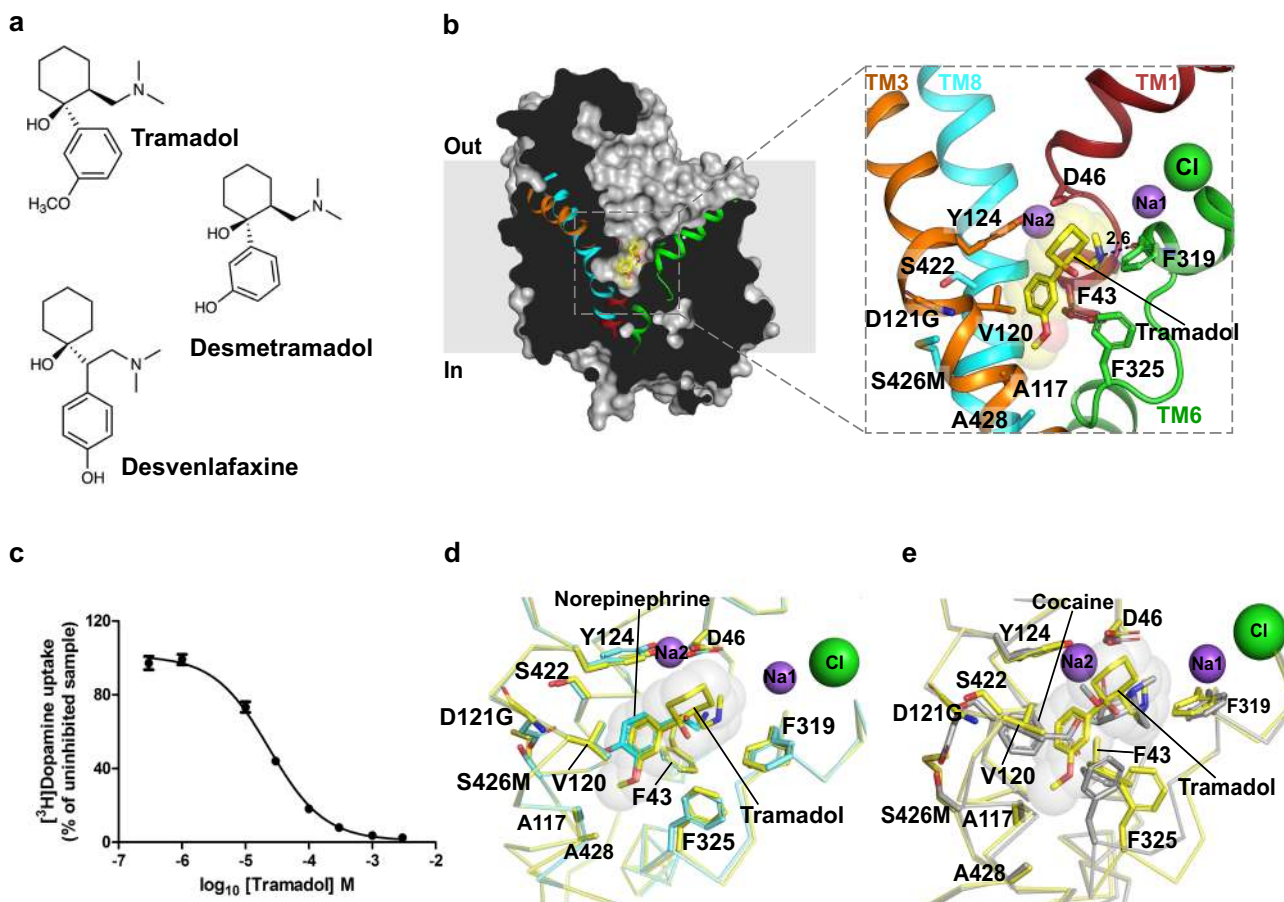 a
N
HO
Tramadol
H₃CO
N
HO
HO
Desmetramadol
N
HO
OH
Desvenlafaxine
b
Out
In
TM3
TM8
TM1
Cl
D46
Na1
Na2
Y124
2.6
F319
S422
F43
D121G
V120
Tramadol
F325
S426M
A117
TM6
A428
c
[³H]Dopamine uptake
(% of uninhibited sample)
120
80
40
0
-7
-6
-5
-4
-3
-2
log₁₀ [Tramadol] M
d
Norepinephrine
Y124
Na2
D46
Cl
Na1
S422
D121G
F319
V120
S426M
F43
Tramadol
A117
A428
F325
e
Cocaine
Cl
Y124
D46
Na2
Na1
S422
D121G
F319
V120
F43
Tramadol
S426M
A117
F325
A428